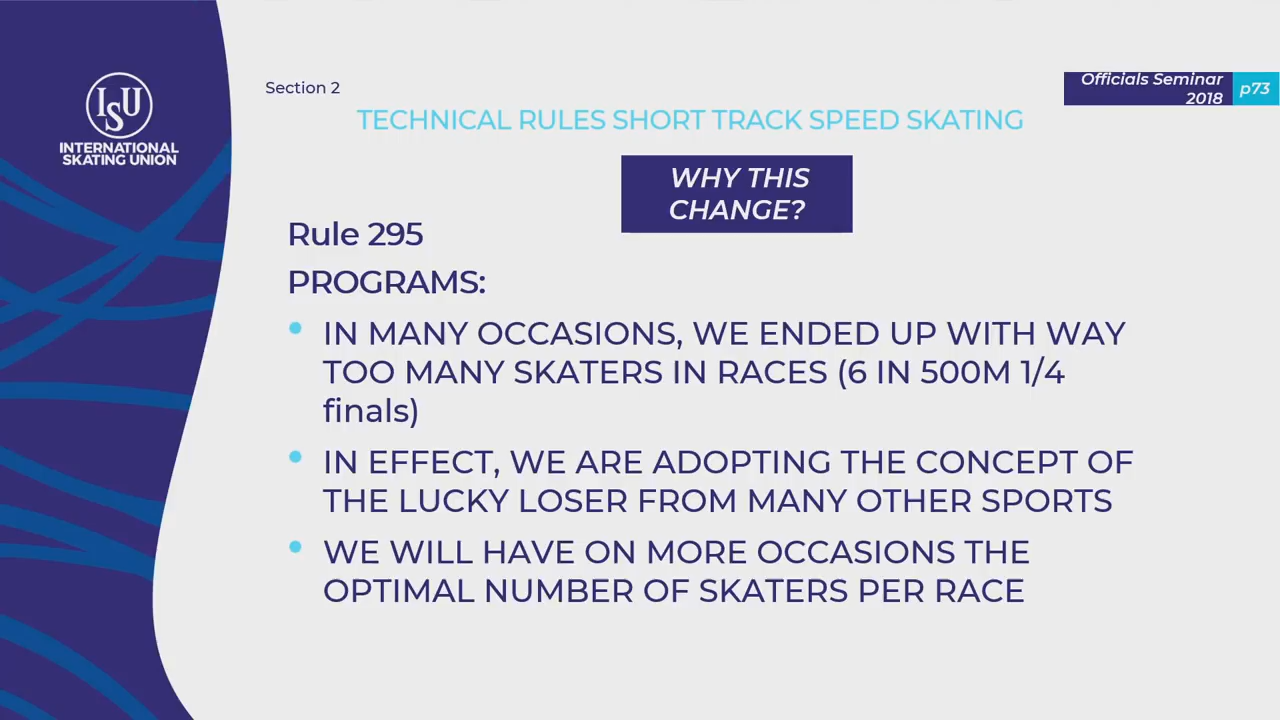 ISU
INTERNATIONAL
SKATING UNION
Section 2
Officials Seminar
2018
p73
TECHNICAL RULES SHORT TRACK SPEED SKATING
WHY THIS
CHANGE?
Rule 295
PROGRAMS:
• IN MANY OCCASIONS, WE ENDED UP WITH WAY
TOO MANY SKATERS IN RACES (6 IN 500M 1/4
finals)
• IN EFFECT, WE ARE ADOPTING THE CONCEPT OF
THE LUCKY LOSER FROM MANY OTHER SPORTS
• WE WILL HAVE ON MORE OCCASIONS THE
OPTIMAL NUMBER OF SKATERS PER RACE